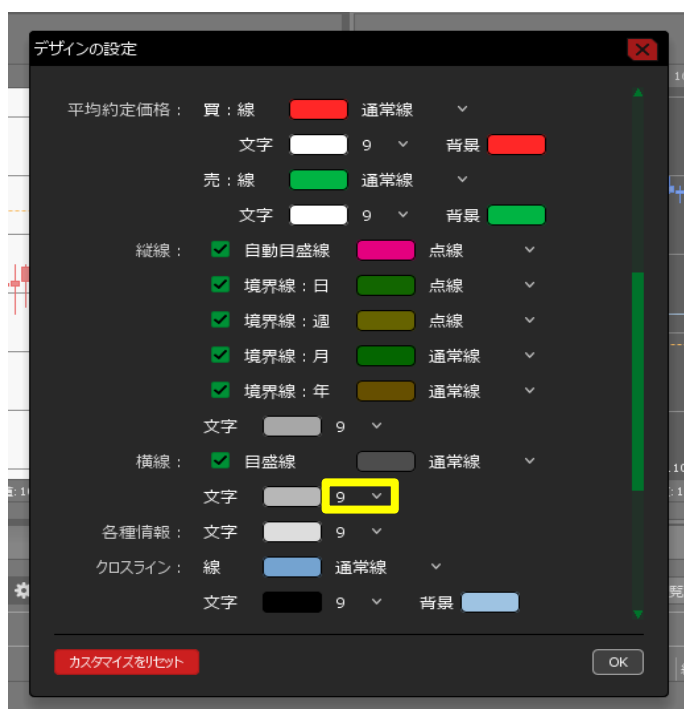 デザインの設定
平均約定価格： 買：線 通常線
文字 9 背景
売：線 通常線
文字 9 背景
縦線： 自動目盛線 点線
境界線：日 点線
境界線：週 点線
境界線：月 通常線
境界線：年 通常線
文字 9
横線： 目盛線 通常線
文字 9
各種情報： 文字 9
クロスライン： 線 通常線
文字 9 背景
カスタマイズをリセット OK